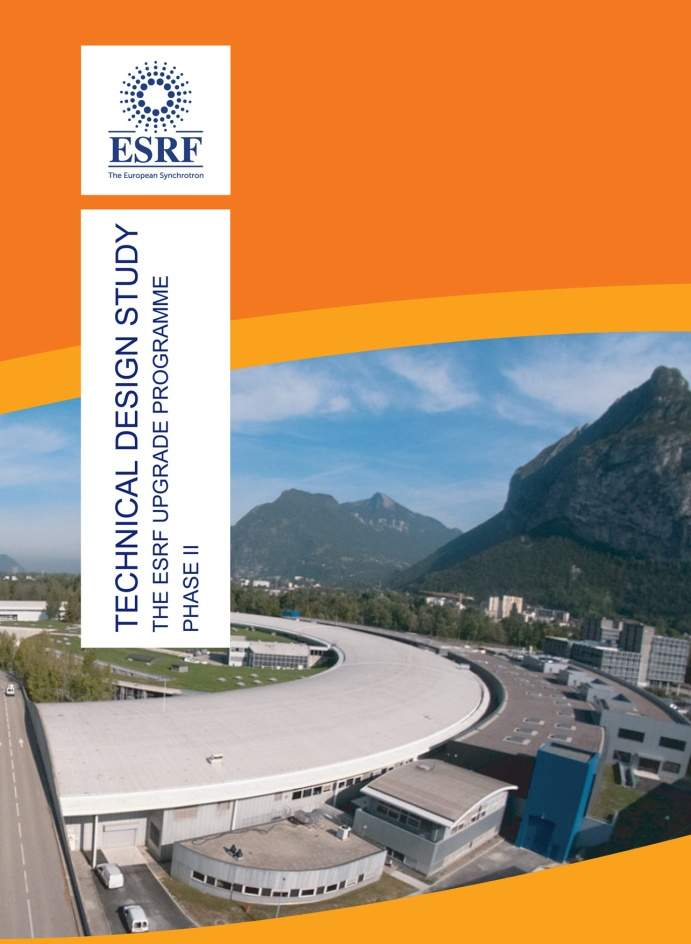 ESRF
The European Synchrotron
TECHNICAL DESIGN STUDY
THE ESRF UPGRADE PROGRAMME
PHASE II